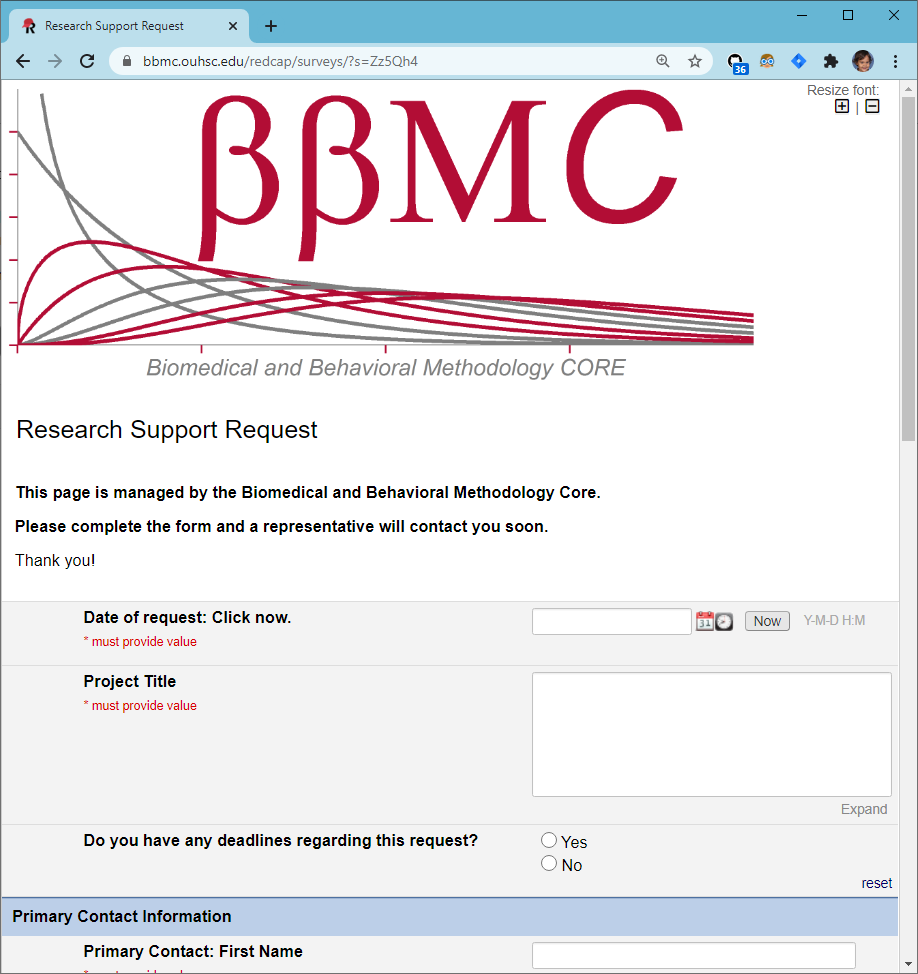 Research Support Request
bbmc.ouhsc.edu/redcap/surveys/?s=Zz5Qh4
36
Resize font:
|
ββMC
Biomedical and Behavioral Methodology CORE
Research Support Request
This page is managed by the Biomedical and Behavioral Methodology Core.
Please complete the form and a representative will contact you soon.
Thank you!
Date of request: Click now.
* must provide value
31
Now
Y-M-D H:M
Project Title
* must provide value
Expand
Do you have any deadlines regarding this request?
Yes
No
reset
Primary Contact Information
Primary Contact: First Name